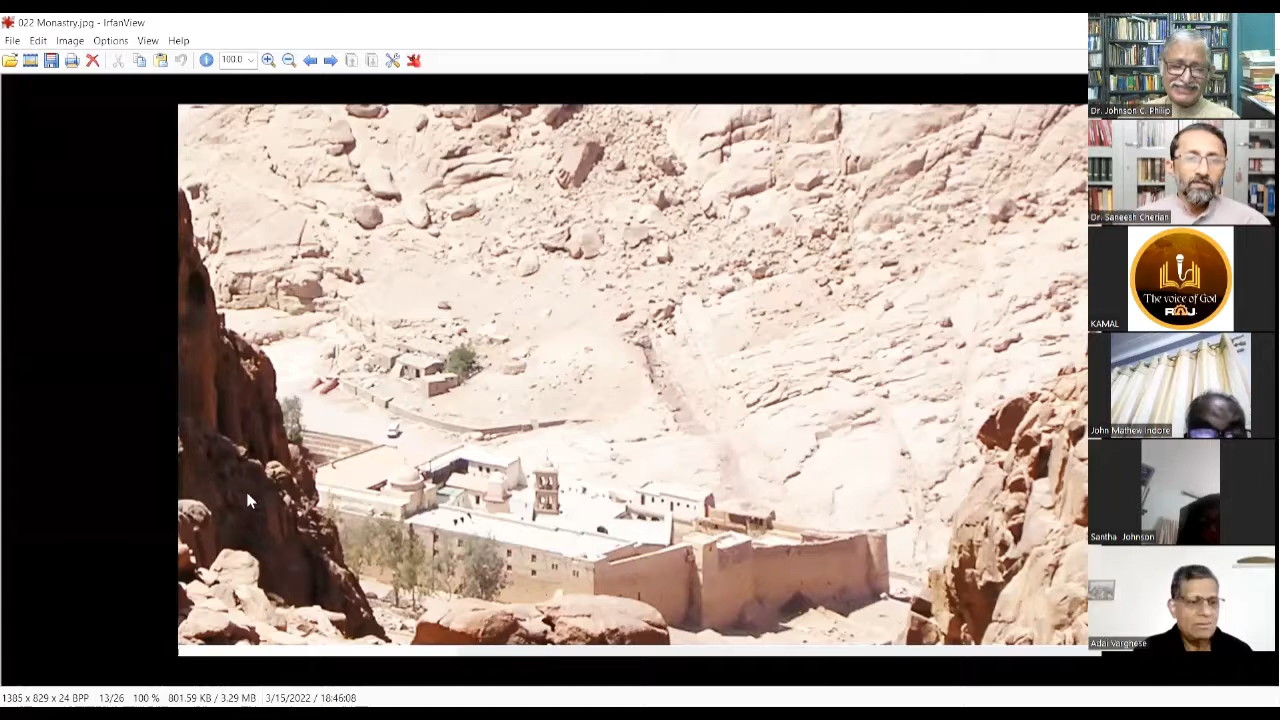 022 Monastry.jpg - IrfanView
File Edit Image Options View Help
100.0
Dr. Johnson C. Philip
Dr. Saneesh Cherian
The voice of God
RAJ
KAMAL
John Mathew Indore
Santha Johnson
Adai Varghese
1385 x 829 x 24 BPP 13/26 100 % 801.59 KB / 3.29 MB 3/15/2022 / 18:46:08